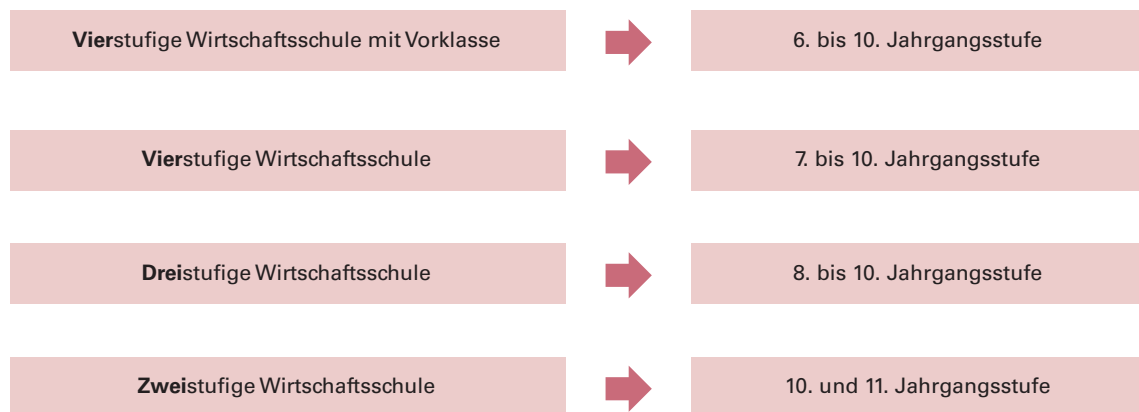 Vierstufige Wirtschaftsschule mit Vorklasse
6. bis 10. Jahrgangsstufe
Vierstufige Wirtschaftsschule
7. bis 10. Jahrgangsstufe
Dreistufige Wirtschaftsschule
8. bis 10. Jahrgangsstufe
Zweistufige Wirtschaftsschule
10. und 11. Jahrgangsstufe